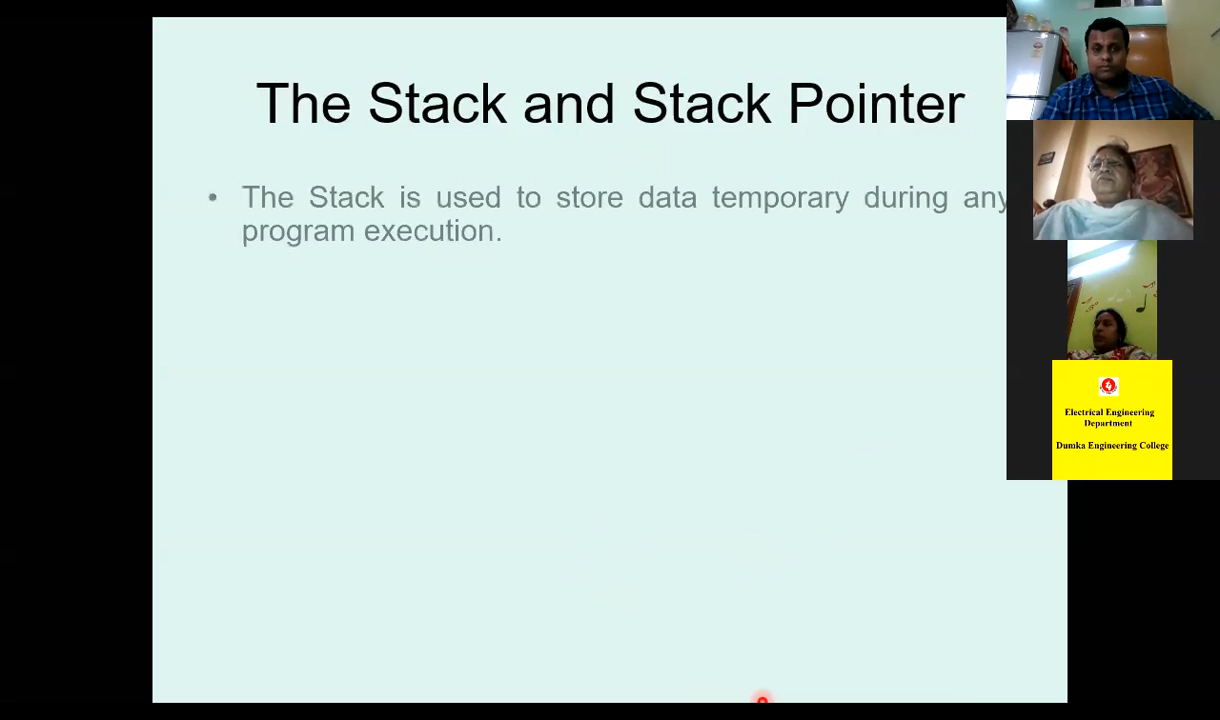 The Stack and Stack Pointer
• The Stack is used to store data temporary during any
program execution.
Electrical Engineering
Department
Dumka Engineering College